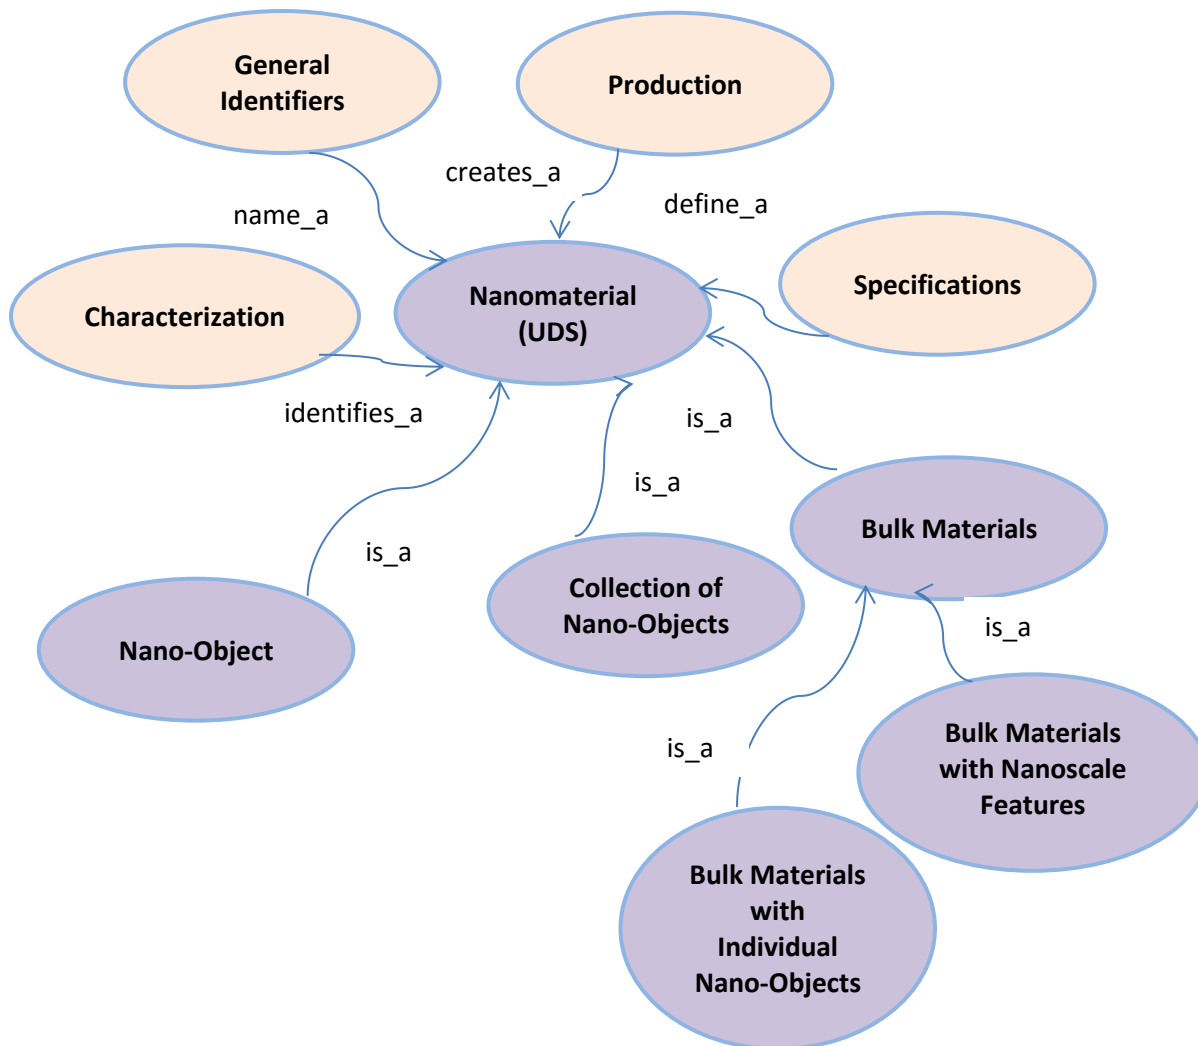 General
Identifiers
Production
creates_a
define_a
name_a
Characterization
Nanomaterial
(UDS)
Specifications
identifies_a
is_a
is_a
is_a
Bulk Materials
Nano-Object
Collection of
Nano-Objects
is_a
is_a
Bulk Materials
with Nanoscale
Features
Bulk Materials
with
Individual
Nano-Objects